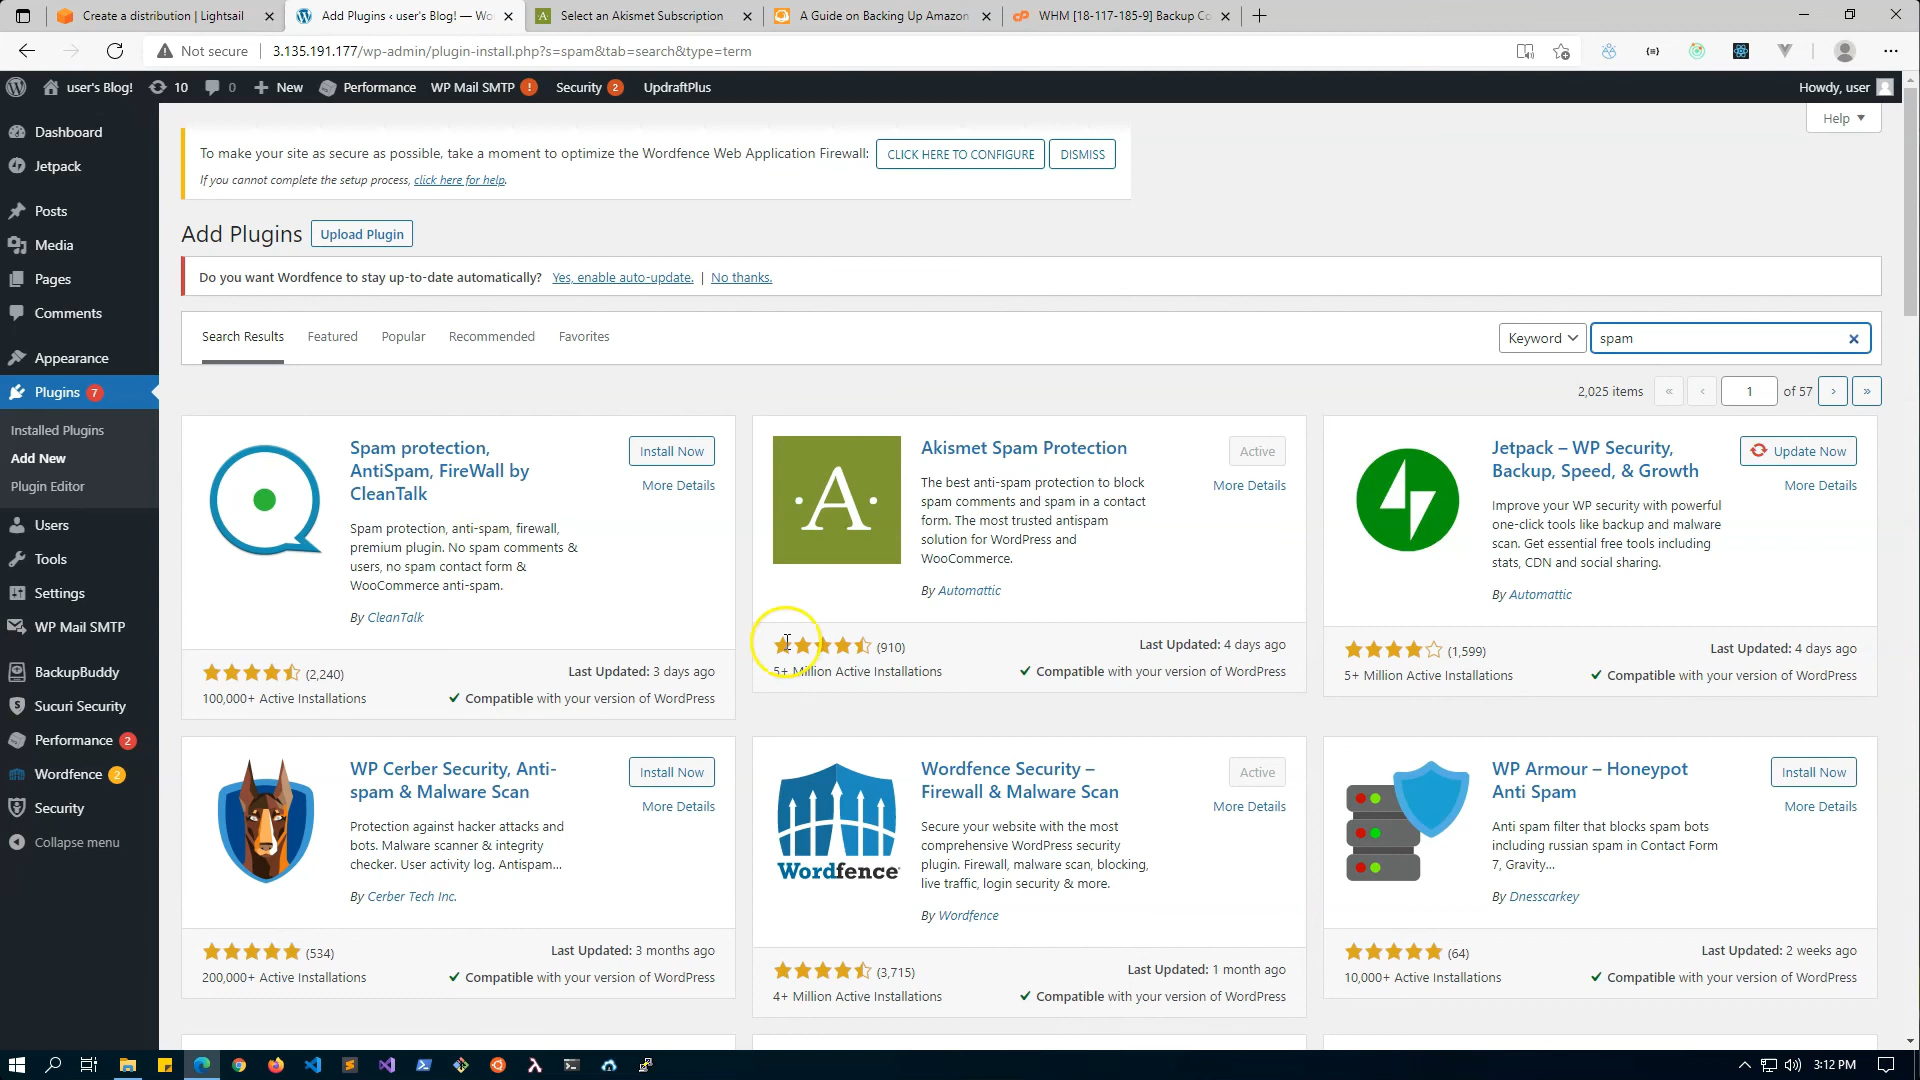 Create a distribution | Lightsail
Add Plugins ‹ user's Blog! — Wo
Select an Akismet Subscription
A Guide on Backing Up Amazon
WHM [18-117-185-9] Backup Co
Not secure
3.135.191.177/wp-admin/plugin-install.php?s=spam&tab=search&type=term
user's Blog!
10
0
New
Performance
WP Mail SMTP !
Security 2
UpdraftPlus
Howdy, user
Help
Dashboard
Jetpack
Posts
Media
Pages
Comments
Appearance
Plugins 7
Installed Plugins
Add New
Plugin Editor
Users
Tools
Settings
WP Mail SMTP
BackupBuddy
Sucuri Security
Performance 2
Wordfence 2
Security
Collapse menu
To make your site as secure as possible, take a moment to optimize the Wordfence Web Application Firewall:
CLICK HERE TO CONFIGURE
DISMISS
If you cannot complete the setup process, click here for help.
Add Plugins
Upload Plugin
Do you want Wordfence to stay up-to-date automatically? Yes, enable auto-update. | No thanks.
Search Results
Featured
Popular
Recommended
Favorites
Keyword
spam
2,025 items
«
‹
1
of 57
›
»
Spam protection,
AntiSpam, FireWall by
CleanTalk
Install Now
More Details
Spam protection, anti-spam, firewall,
premium plugin. No spam comments &
users, no spam contact form &
WooCommerce anti-spam.
By CleanTalk
(2,240)
Last Updated: 3 days ago
100,000+ Active Installations
Compatible with your version of WordPress
·A·
Akismet Spam Protection
Active
More Details
The best anti-spam protection to block
spam comments and spam in a contact
form. The most trusted antispam
solution for WordPress and
WooCommerce.
By Automattic
(910)
Last Updated: 4 days ago
5+ Million Active Installations
Compatible with your version of WordPress
Jetpack – WP Security,
Backup, Speed, & Growth
Update Now
More Details
Improve your WP security with powerful
one-click tools like backup and malware
scan. Get essential free tools including
stats, CDN and social sharing.
By Automattic
(1,599)
Last Updated: 4 days ago
5+ Million Active Installations
Compatible with your version of WordPress
WP Cerber Security, Anti-
spam & Malware Scan
Install Now
More Details
Protection against hacker attacks and
bots. Malware scanner & integrity
checker. User activity log. Antispam...
By Cerber Tech Inc.
(534)
Last Updated: 3 months ago
200,000+ Active Installations
Compatible with your version of WordPress
Wordfence
Wordfence Security –
Firewall & Malware Scan
Active
More Details
Secure your website with the most
comprehensive WordPress security
plugin. Firewall, malware scan, blocking,
live traffic, login security & more.
By Wordfence
(3,715)
Last Updated: 1 month ago
4+ Million Active Installations
Compatible with your version of WordPress
WP Armour – Honeypot
Anti Spam
Install Now
More Details
Anti spam filter that blocks spam bots
including russian spam in Contact Form
7, Gravity...
By Dnesscarkey
(64)
Last Updated: 2 weeks ago
10,000+ Active Installations
Compatible with your version of WordPress
3:12 PM